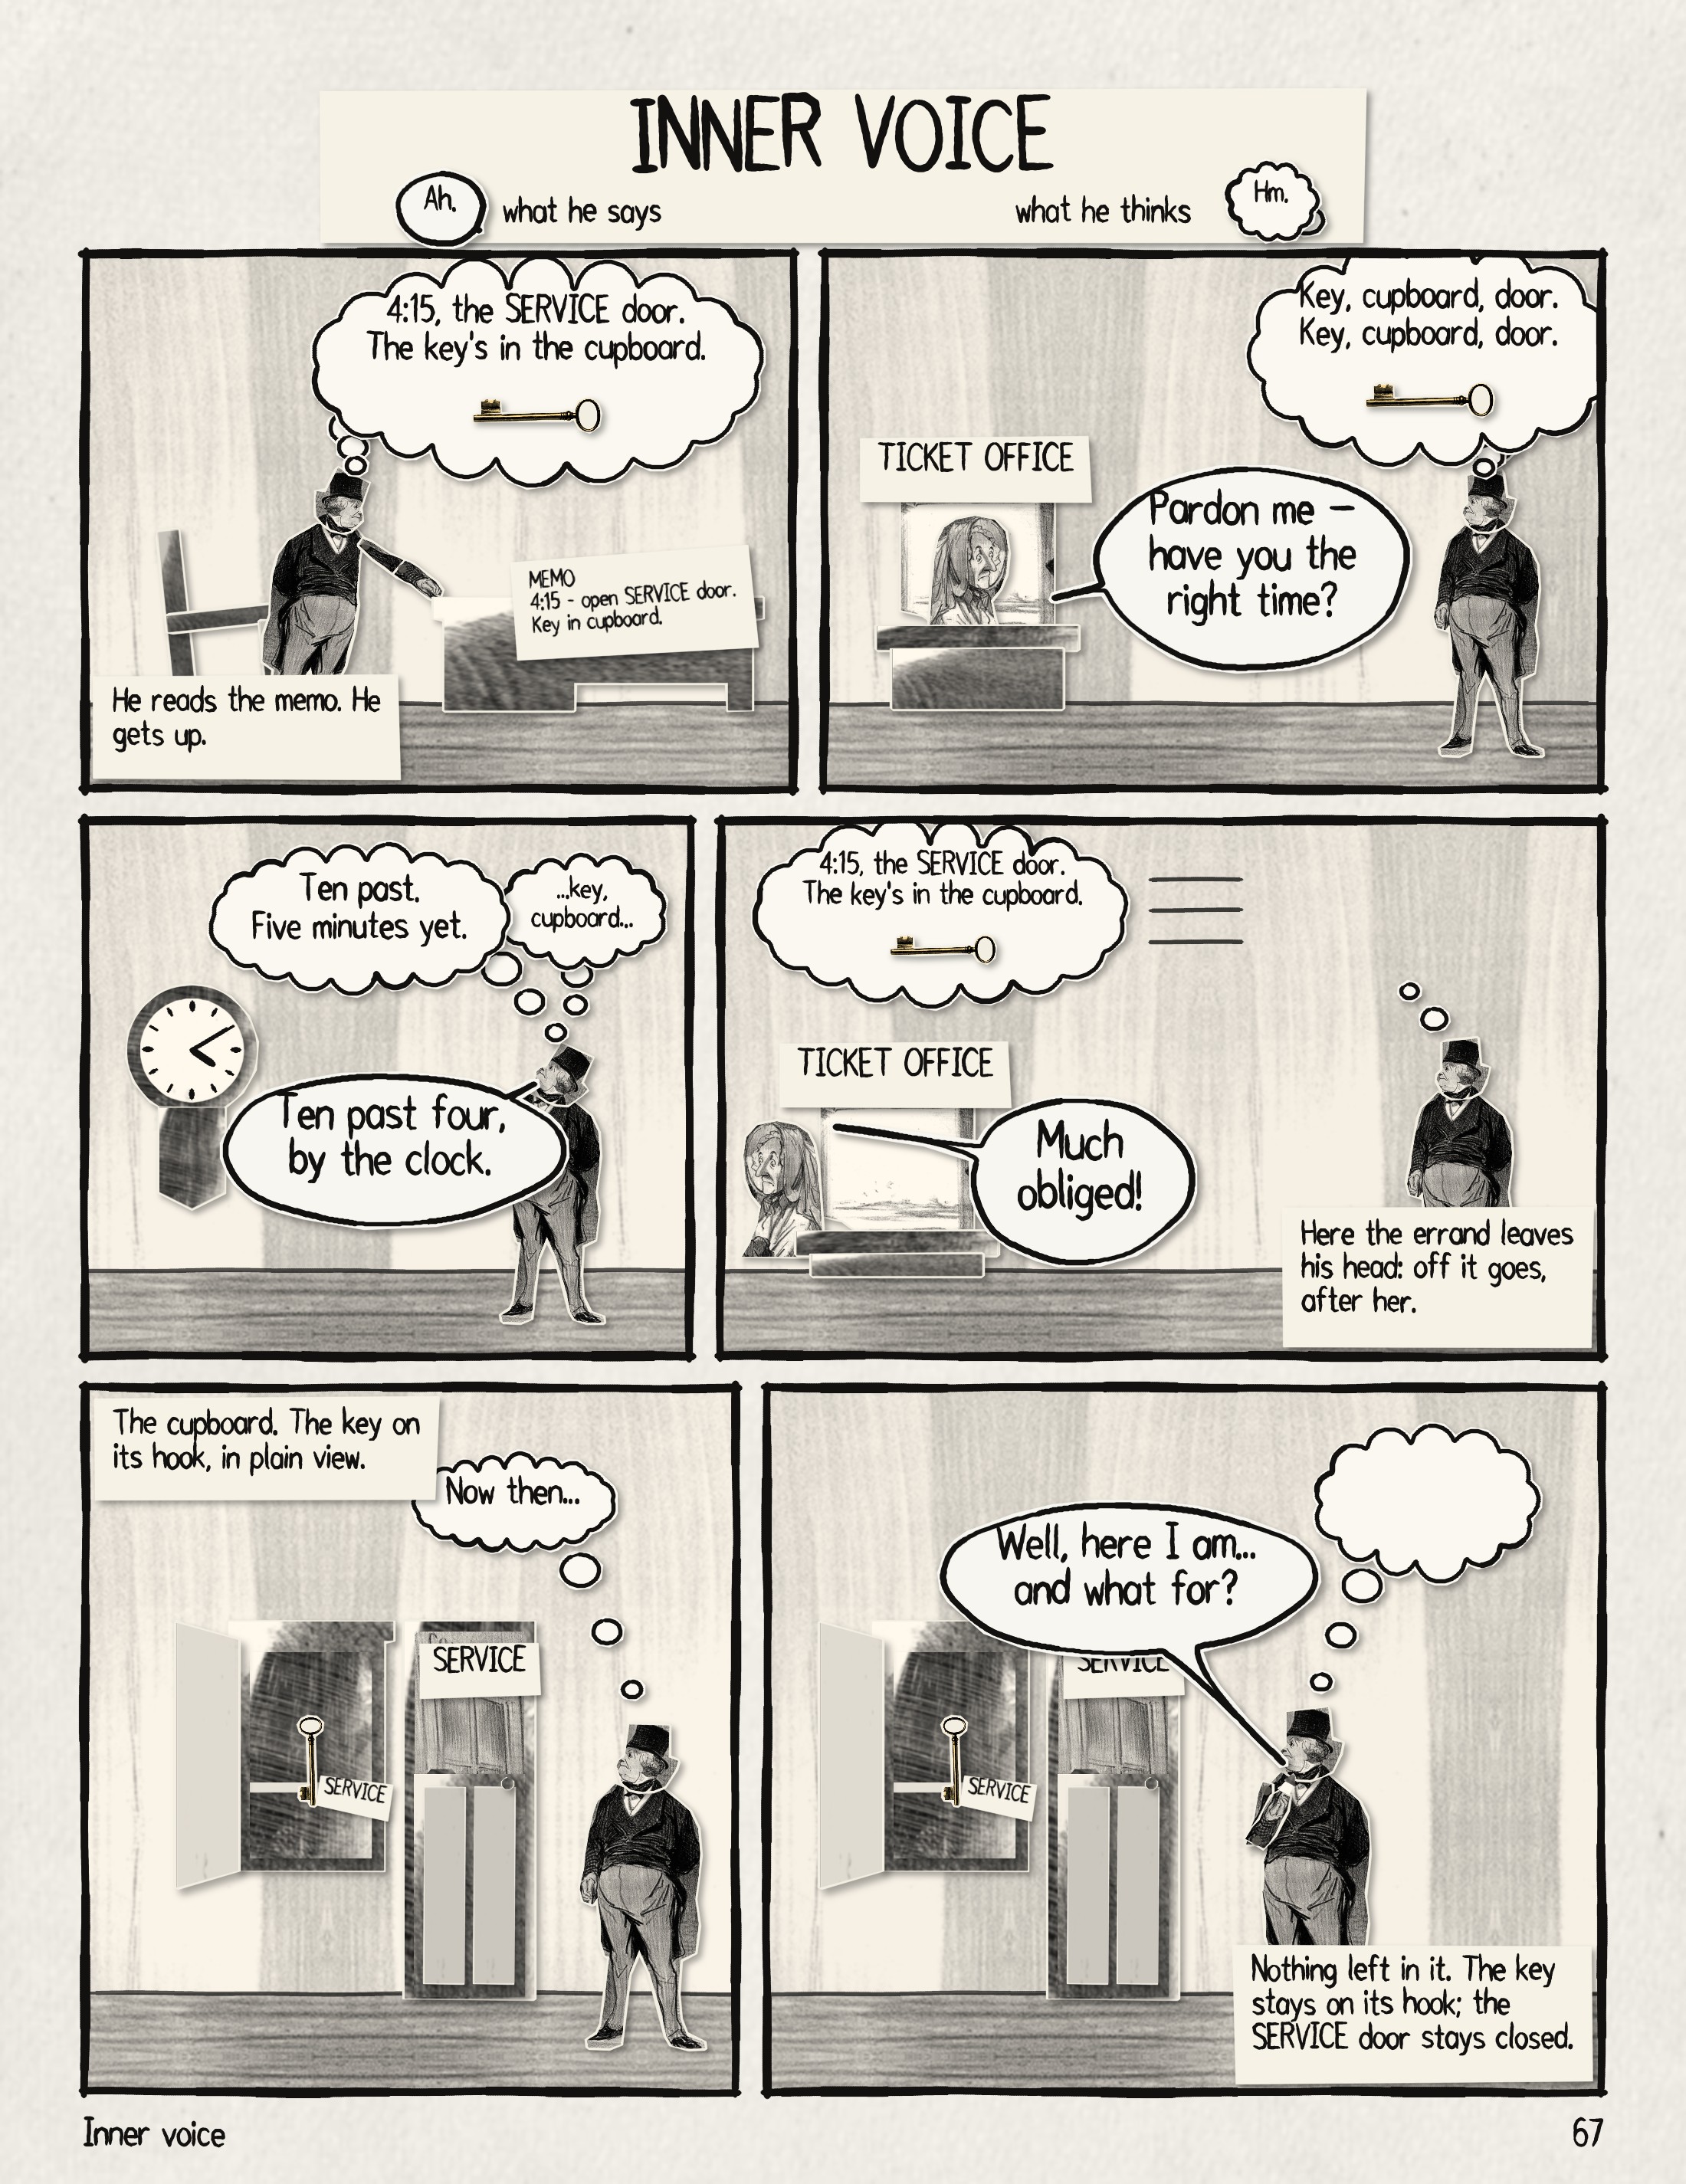 INNER VOICE
Ah.
what he says
what he thinks
Hm.
4:15, the SERVICE door.
The key's in the cupboard.
MEMO
4:15 - open SERVICE door.
Key in cupboard.
He reads the memo. He
gets up.
Key, cupboard, door.
Key, cupboard, door.
TICKET OFFICE
Pardon me —
have you the
right time?
Ten past.
Five minutes yet.
...key,
cupboard...
Ten past four,
by the clock.
4:15, the SERVICE door.
The key's in the cupboard.
TICKET OFFICE
Much
obliged!
Here the errand leaves
his head: off it goes,
after her.
The cupboard. The key on
its hook, in plain view.
Now then...
SERVICE
SERVICE
Well, here I am...
and what for?
SERVICE
SERVICE
Nothing left in it. The key
stays on its hook; the
SERVICE door stays closed.
Inner voice
67